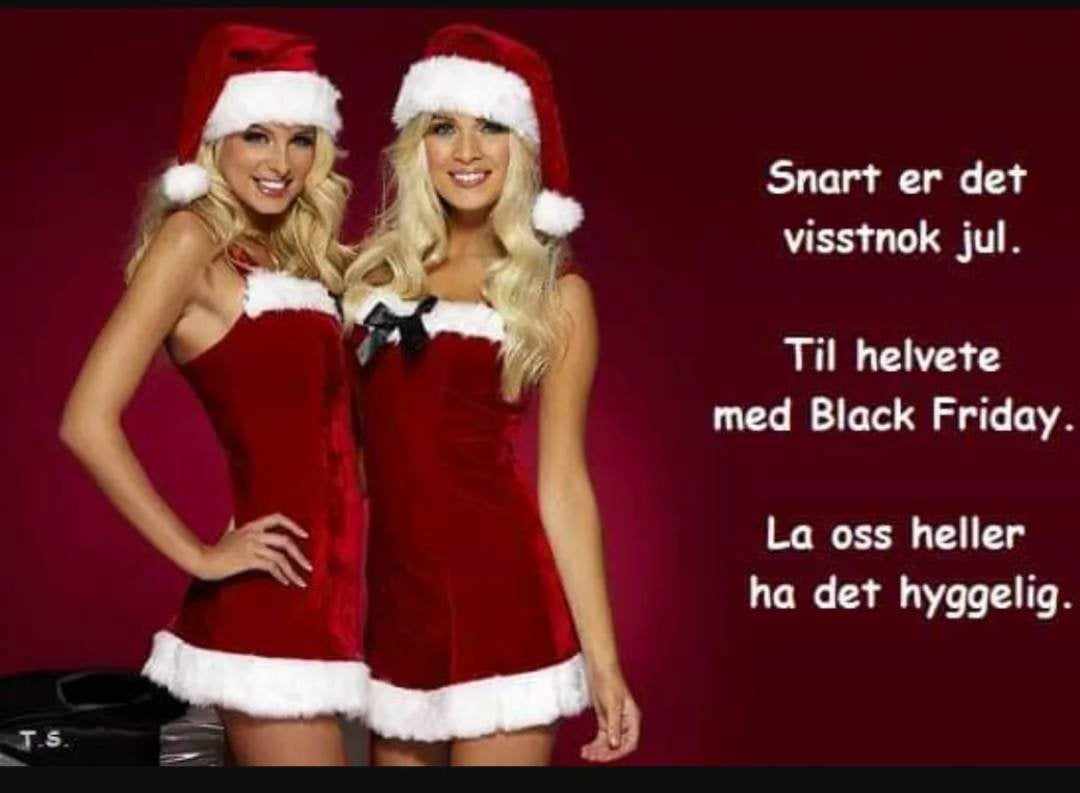 Snart er det
visstnok jul.
Til helvete
med Black Friday.
La oss heller
ha det hyggelig.
T.S.